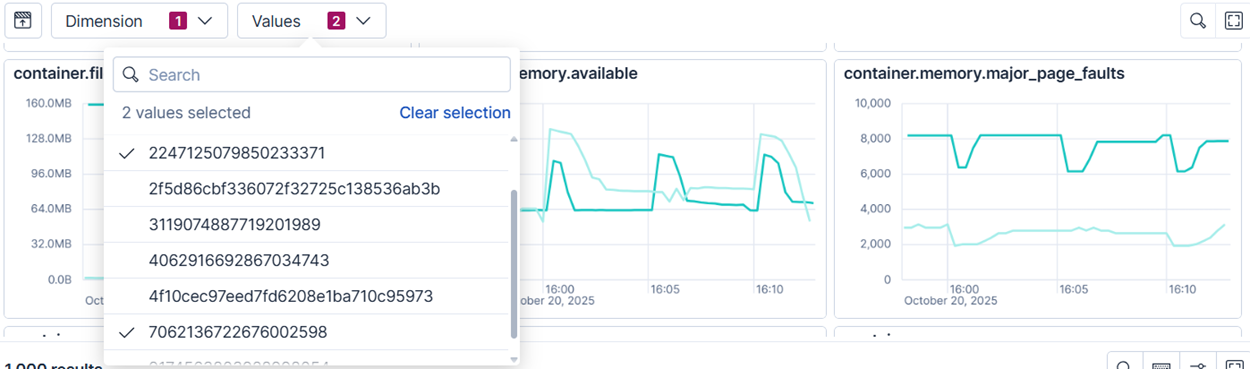 Dimension 1 Values 2
container.fil
emory.available
container.memory.major_page_faults
Search
2 values selected Clear selection
2247125079850233371
2f5d86cbf336072f32725c138536ab3b
3119074887719201989
4062916692867034743
4f10cec97eed7fd6208e1ba710c95973
7062136722676002598
160.0MB
128.0MB
96.0MB
64.0MB
32.0MB
0.0B
Oct
16:00 16:05 16:10
ober 20, 2025
10,000
8,000
6,000
4,000
2,000
0
16:00 16:05 16:10
October 20, 2025
1,000 results